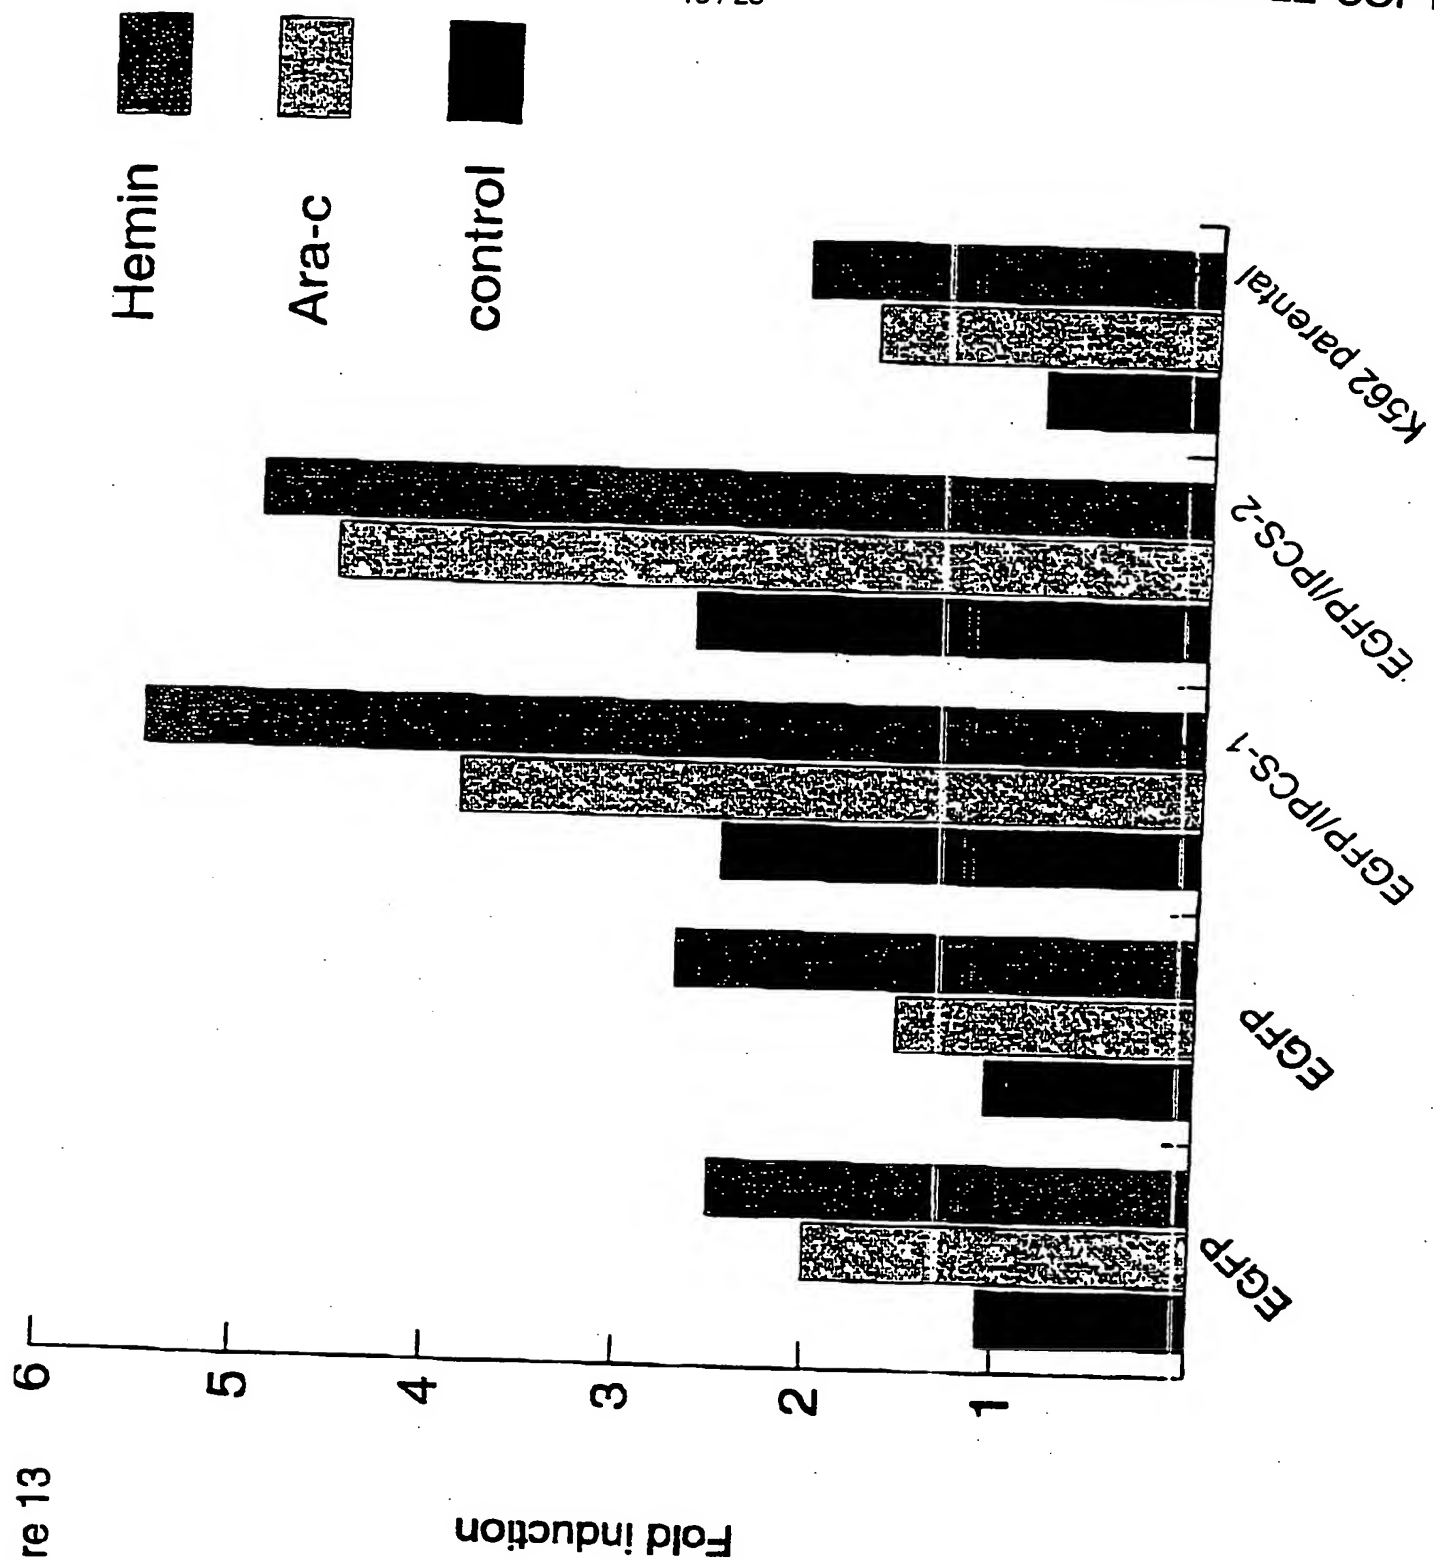 re 13
Hemin
Ara-c
control
Fold induction
6
5
4
3
2
1
EGFP
EGFP
EGFP/IPCS-1
EGFP/IPCS-2
K562 parental